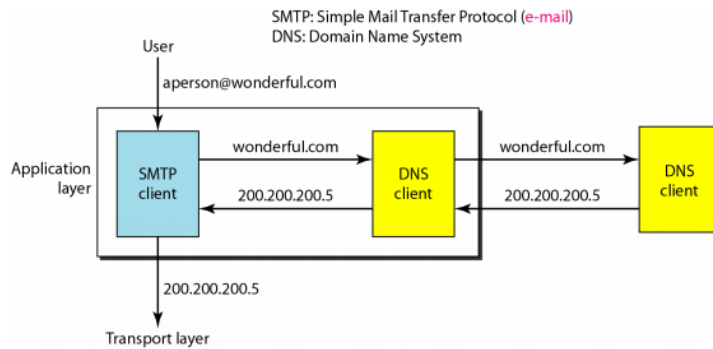 SMTP: Simple Mail Transfer Protocol (e-mail)
DNS: Domain Name System
User
aperson@wonderful.com
Application
layer
SMTP
client
wonderful.com
200.200.200.5
DNS
client
wonderful.com
200.200.200.5
DNS
client
200.200.200.5
Transport layer